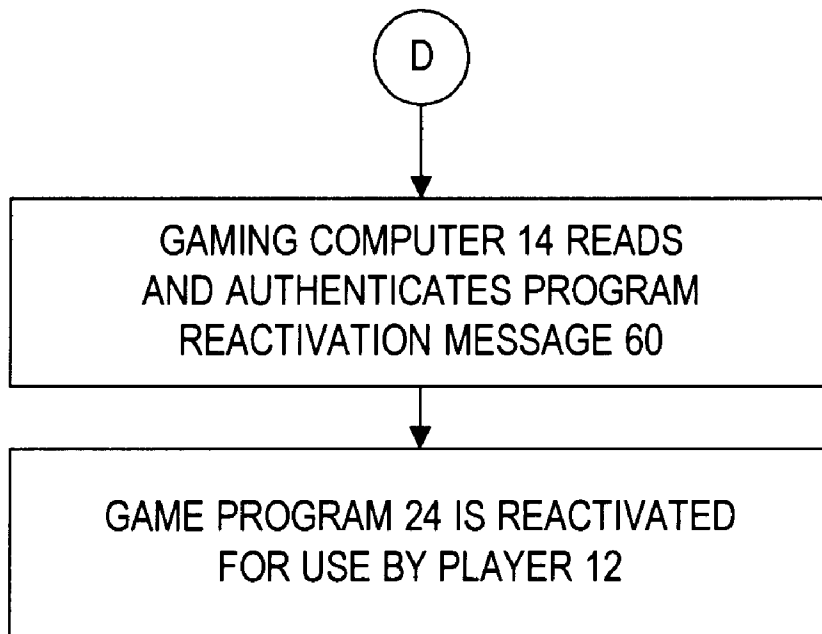 D
GAMING COMPUTER 14 READS
AND AUTHENTICATES PROGRAM
REACTIVATION MESSAGE 60
GAME PROGRAM 24 IS REACTIVATED
FOR USE BY PLAYER 12